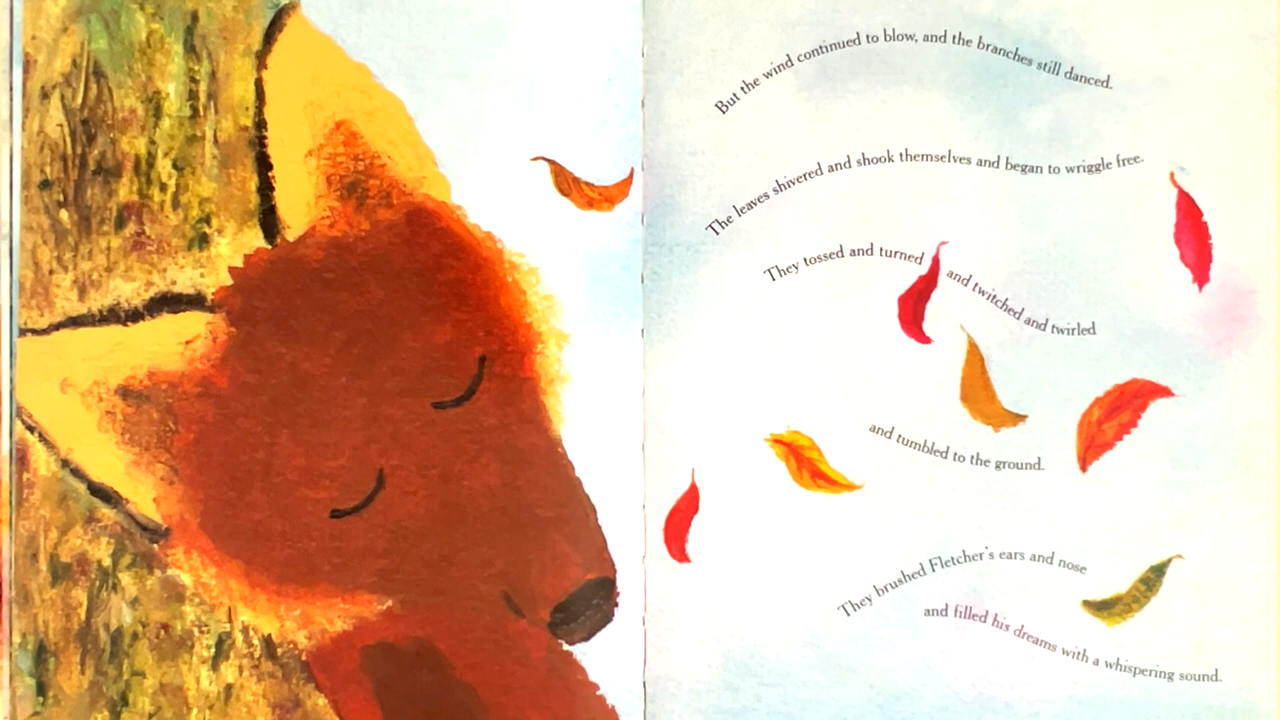 But the wind continued to blow, and the branches still danced.
The leaves shivered and shook themselves and began to wriggle free.
They tossed and turned and twitched and twirled
and tumbled to the ground.
They brushed Fletcher's ears and nose
and filled his dreams with a whispering sound.